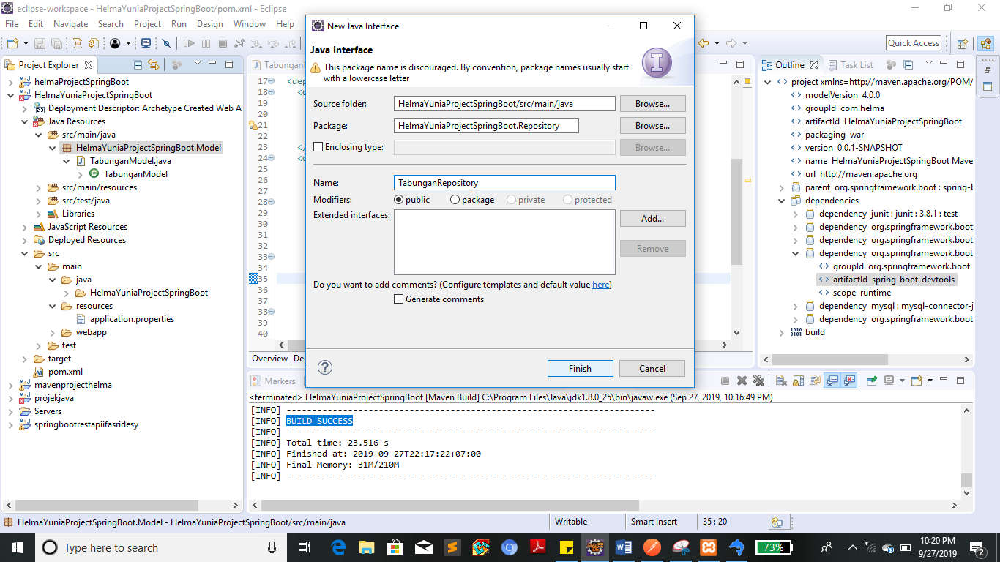 eclipse-workspace - HelmaYuniaProjectSpringBoot/pom.xml - Eclipse
File Edit Navigate Search Project Run Design Window Help
Quick Access
Project Explorer
helmaProjectSpringBoot
HelmaYuniaProjectSpringBoot
Deployment Descriptor: Archetype Created Web A
Java Resources
src/main/java
HelmaYuniaProjectSpringBoot.Model
TabunganModel.java
TabunganModel
src/main/resources
src/test/java
Libraries
JavaScript Resources
Deployed Resources
src
main
java
HelmaYuniaProjectSpringBoot
resources
application.properties
webapp
test
target
pom.xml
mavenprojecthelma
projekjava
Servers
springbootrestapiifasridesy
Tabungan
17 <dep
18 <d
19
20
21
22
23 </
24 <d
25
26
27
28
29
30
31
32
33
34
35
36
37
38
39
40
Overview De
New Java Interface
Java Interface
This package name is discouraged. By convention, package names usually start
with a lowercase letter
Source folder: HelmaYuniaProjectSpringBoot/src/main/java Browse...
Package: HelmaYuniaProjectSpringBoot.Repository Browse...
Enclosing type: Browse...
Name: TabunganRepository
Modifiers: public package private protected
Extended interfaces: Add...
Remove
Do you want to add comments? (Configure templates and default value here)
Generate comments
? Finish Cancel
Outline Task List
project xmlns=http://maven.apache.org/POM/
modelVersion 4.0.0
groupId com.helma
artifactId HelmaYuniaProjectSpringBoot
packaging war
version 0.0.1-SNAPSHOT
name HelmaYuniaProjectSpringBoot Mave
url http://maven.apache.org
parent org.springframework.boot : spring-b
dependencies
dependency junit : junit : 3.8.1 : test
dependency org.springframework.boot
dependency org.springframework.boot
dependency org.springframework.boot
groupId org.springframework.boot
artifactId spring-boot-devtools
scope runtime
dependency mysql : mysql-connector-j
dependency org.springframework.boot
build
Markers
<terminated> HelmaYuniaProjectSpringBoot [Maven Build] C:\Program Files\Java\jdk1.8.0_25\bin\javaw.exe (Sep 27, 2019, 10:16:49 PM)
[INFO] ------------------------------------------------------------------------
[INFO] BUILD SUCCESS
[INFO] ------------------------------------------------------------------------
[INFO] Total time: 23.516 s
[INFO] Finished at: 2019-09-27T22:17:22+07:00
[INFO] Final Memory: 31M/210M
[INFO] ------------------------------------------------------------------------
HelmaYuniaProjectSpringBoot.Model - HelmaYuniaProjectSpringBoot/src/main/java
Writable Smart Insert 35 : 20
Type here to search
73%
10:20 PM
9/27/2019
2